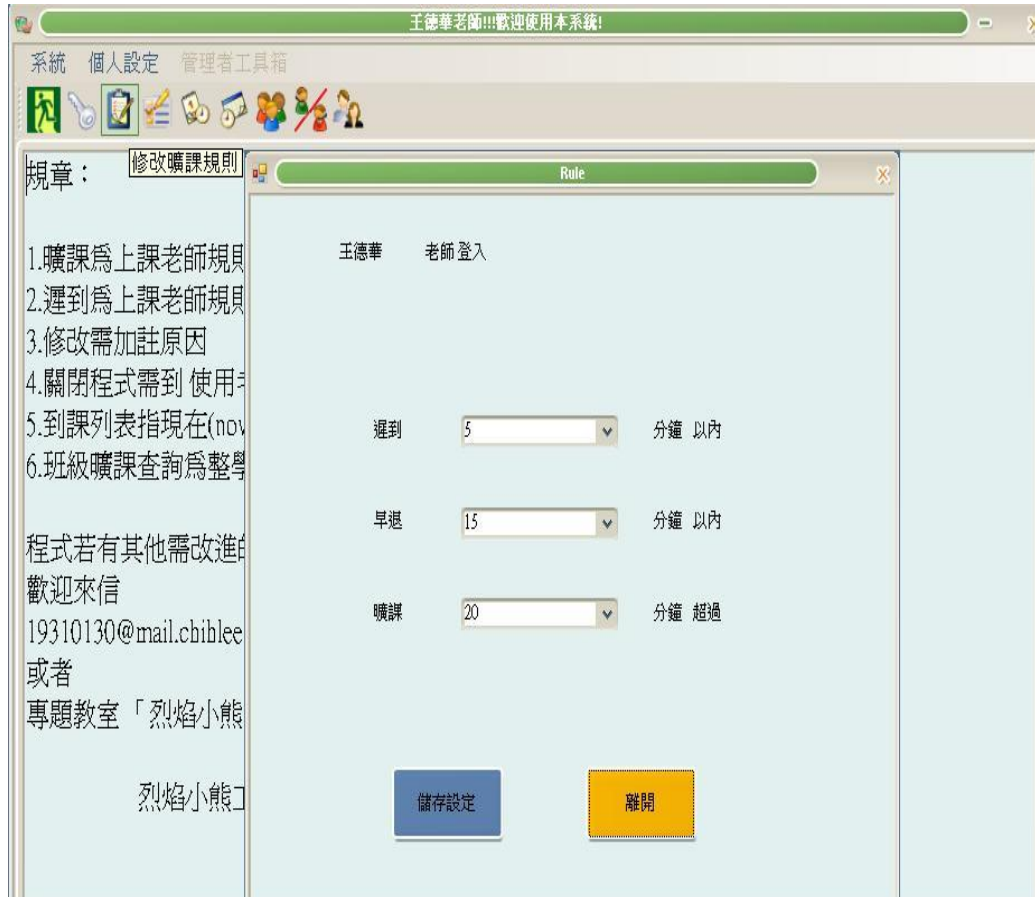 王德華老師!!!歡迎使用本系統!
系統 個人設定 管理者工具箱
修改曠課規則
規章：
1.曠課為上課老師規則
2.遲到為上課老師規則
3.修改需加註原因
4.關閉程式需到 使用
5.到課列表指現在(now
6.班級曠課查詢為整學
程式若有其他需改進的
歡迎來信
19310130@mail.chiblee
或者
專題教室「烈焰小熊
烈焰小熊工
Rule
王德華 老師 登入
遲到 5 分鐘 以內
早退 15 分鐘 以內
曠課 20 分鐘 超過
儲存設定 離開